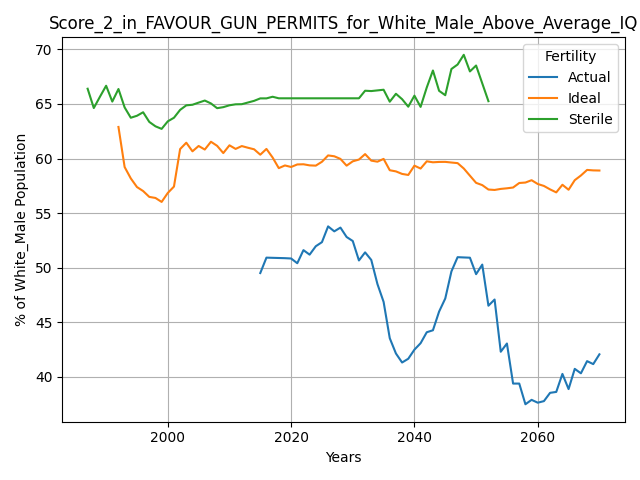 Score_2_in_FAVOUR_GUN_PERMITS_for_White_Male_Above_Average_IQ
% of White_Male Population
70
65
60
55
50
45
40
Fertility
Actual
Ideal
Sterile
2000
2020
2040
2060
Years